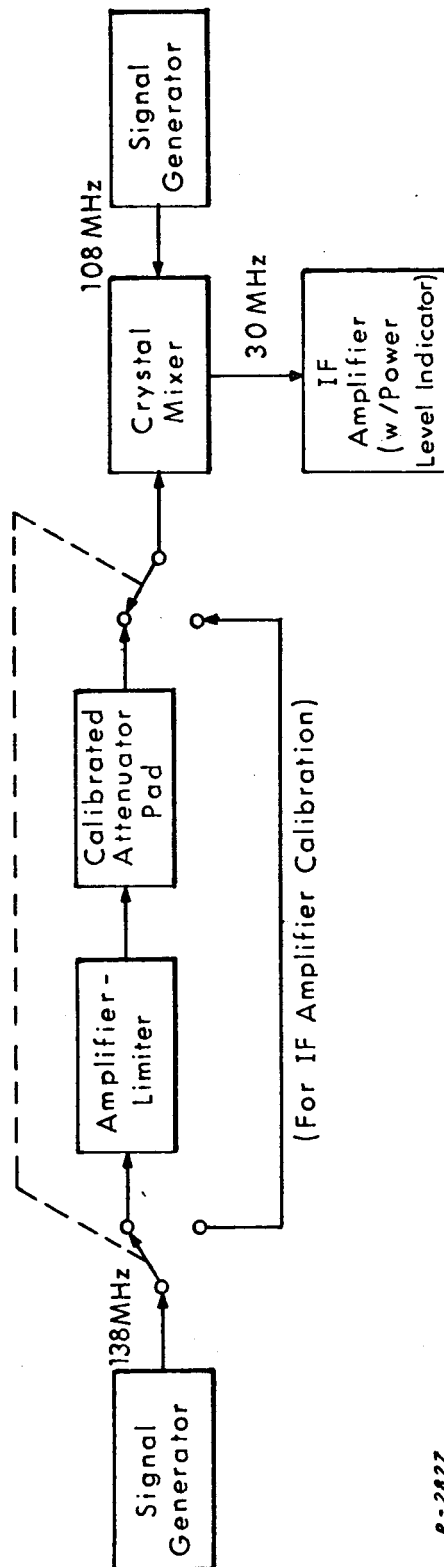 Signal
Generator
138MHz
Amplifier-
Limiter
Calibrated
Attenuator
Pad
Crystal
Mixer
108 MHz
Signal
Generator
30 MHz
IF
Amplifier
(w/Power
Level Indicator)
(For IF Amplifier Calibration)
R-2827